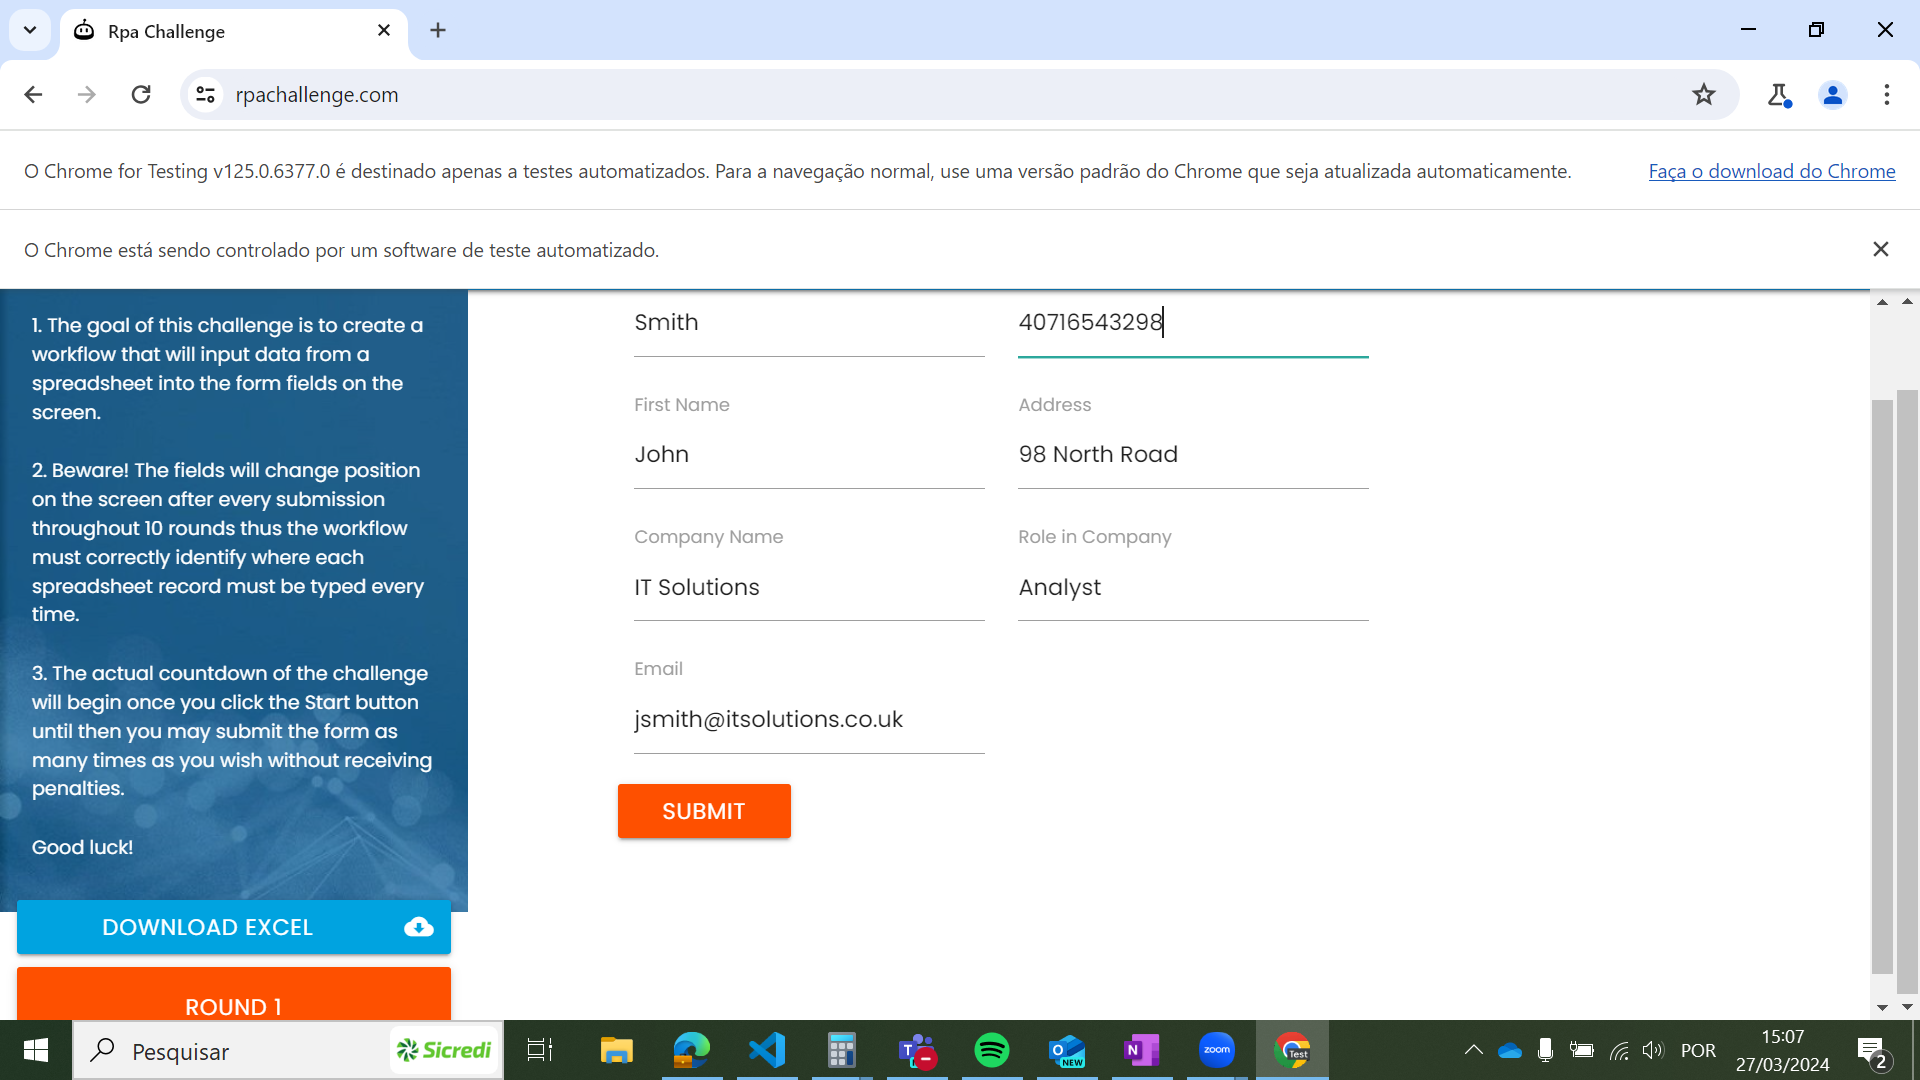 Rpa Challenge
rpachallenge.com
O Chrome for Testing v125.0.6377.0 é destinado apenas a testes automatizados. Para a navegação normal, use uma versão padrão do Chrome que seja atualizada automaticamente.
Faça o download do Chrome
O Chrome está sendo controlado por um software de teste automatizado.
1. The goal of this challenge is to create a
workflow that will input data from a
spreadsheet into the form fields on the
screen.
2. Beware! The fields will change position
on the screen after every submission
throughout 10 rounds thus the workflow
must correctly identify where each
spreadsheet record must be typed every
time.
3. The actual countdown of the challenge
will begin once you click the Start button
until then you may submit the form as
many times as you wish without receiving
penalties.
Good luck!
DOWNLOAD EXCEL
ROUND 1
Smith
40716543298
First Name
Address
John
98 North Road
Company Name
Role in Company
IT Solutions
Analyst
Email
jsmith@itsolutions.co.uk
SUBMIT
Pesquisar
Sicredi
NEW
N
zoom
Test
POR
15:07
27/03/2024
2